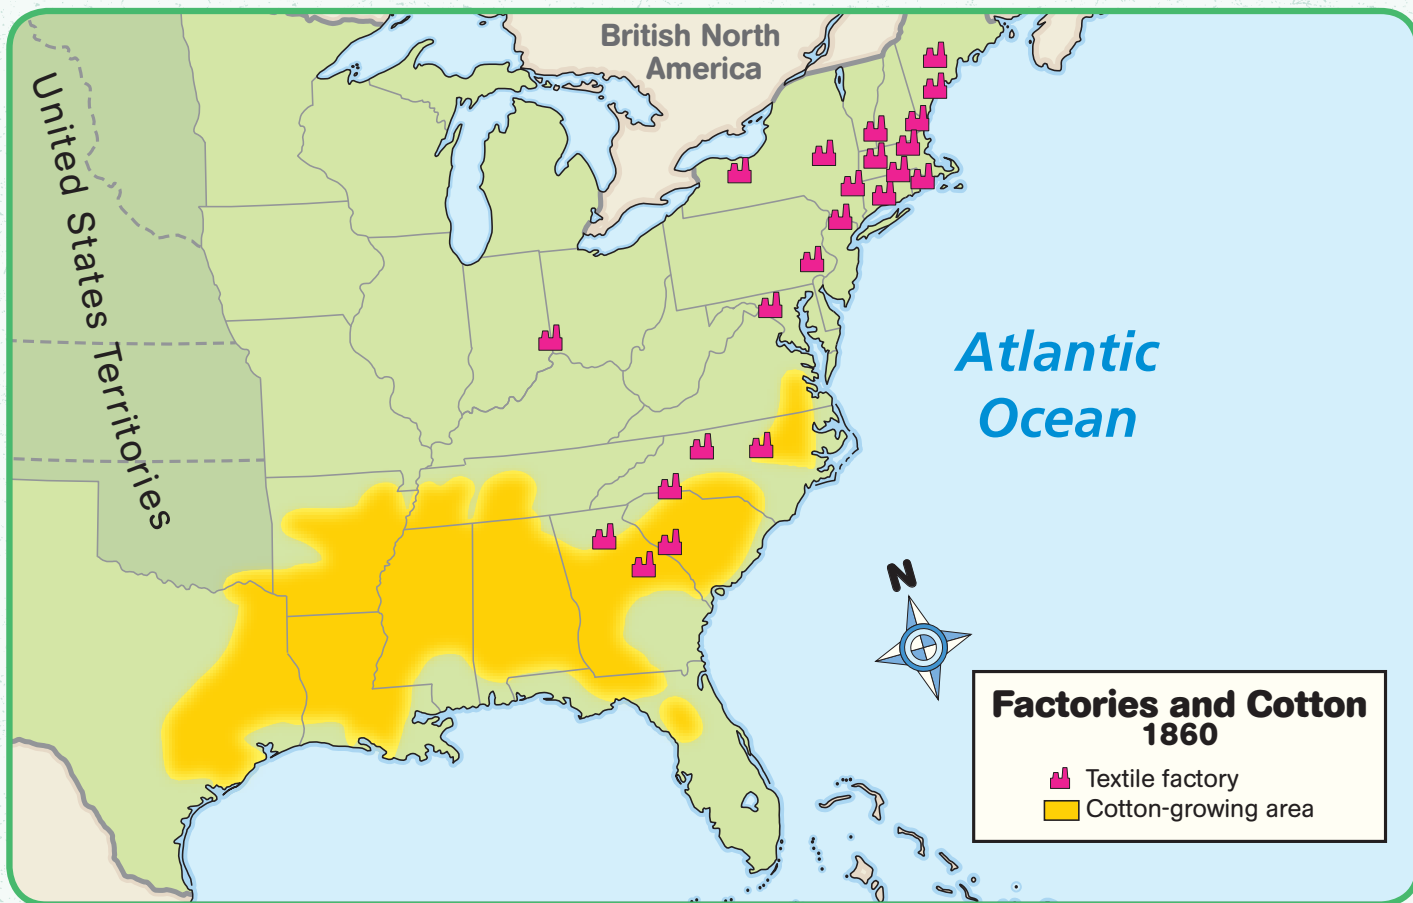 British North
America
United States Territories
Atlantic
Ocean
N
Factories and Cotton
1860
Textile factory
Cotton-growing area